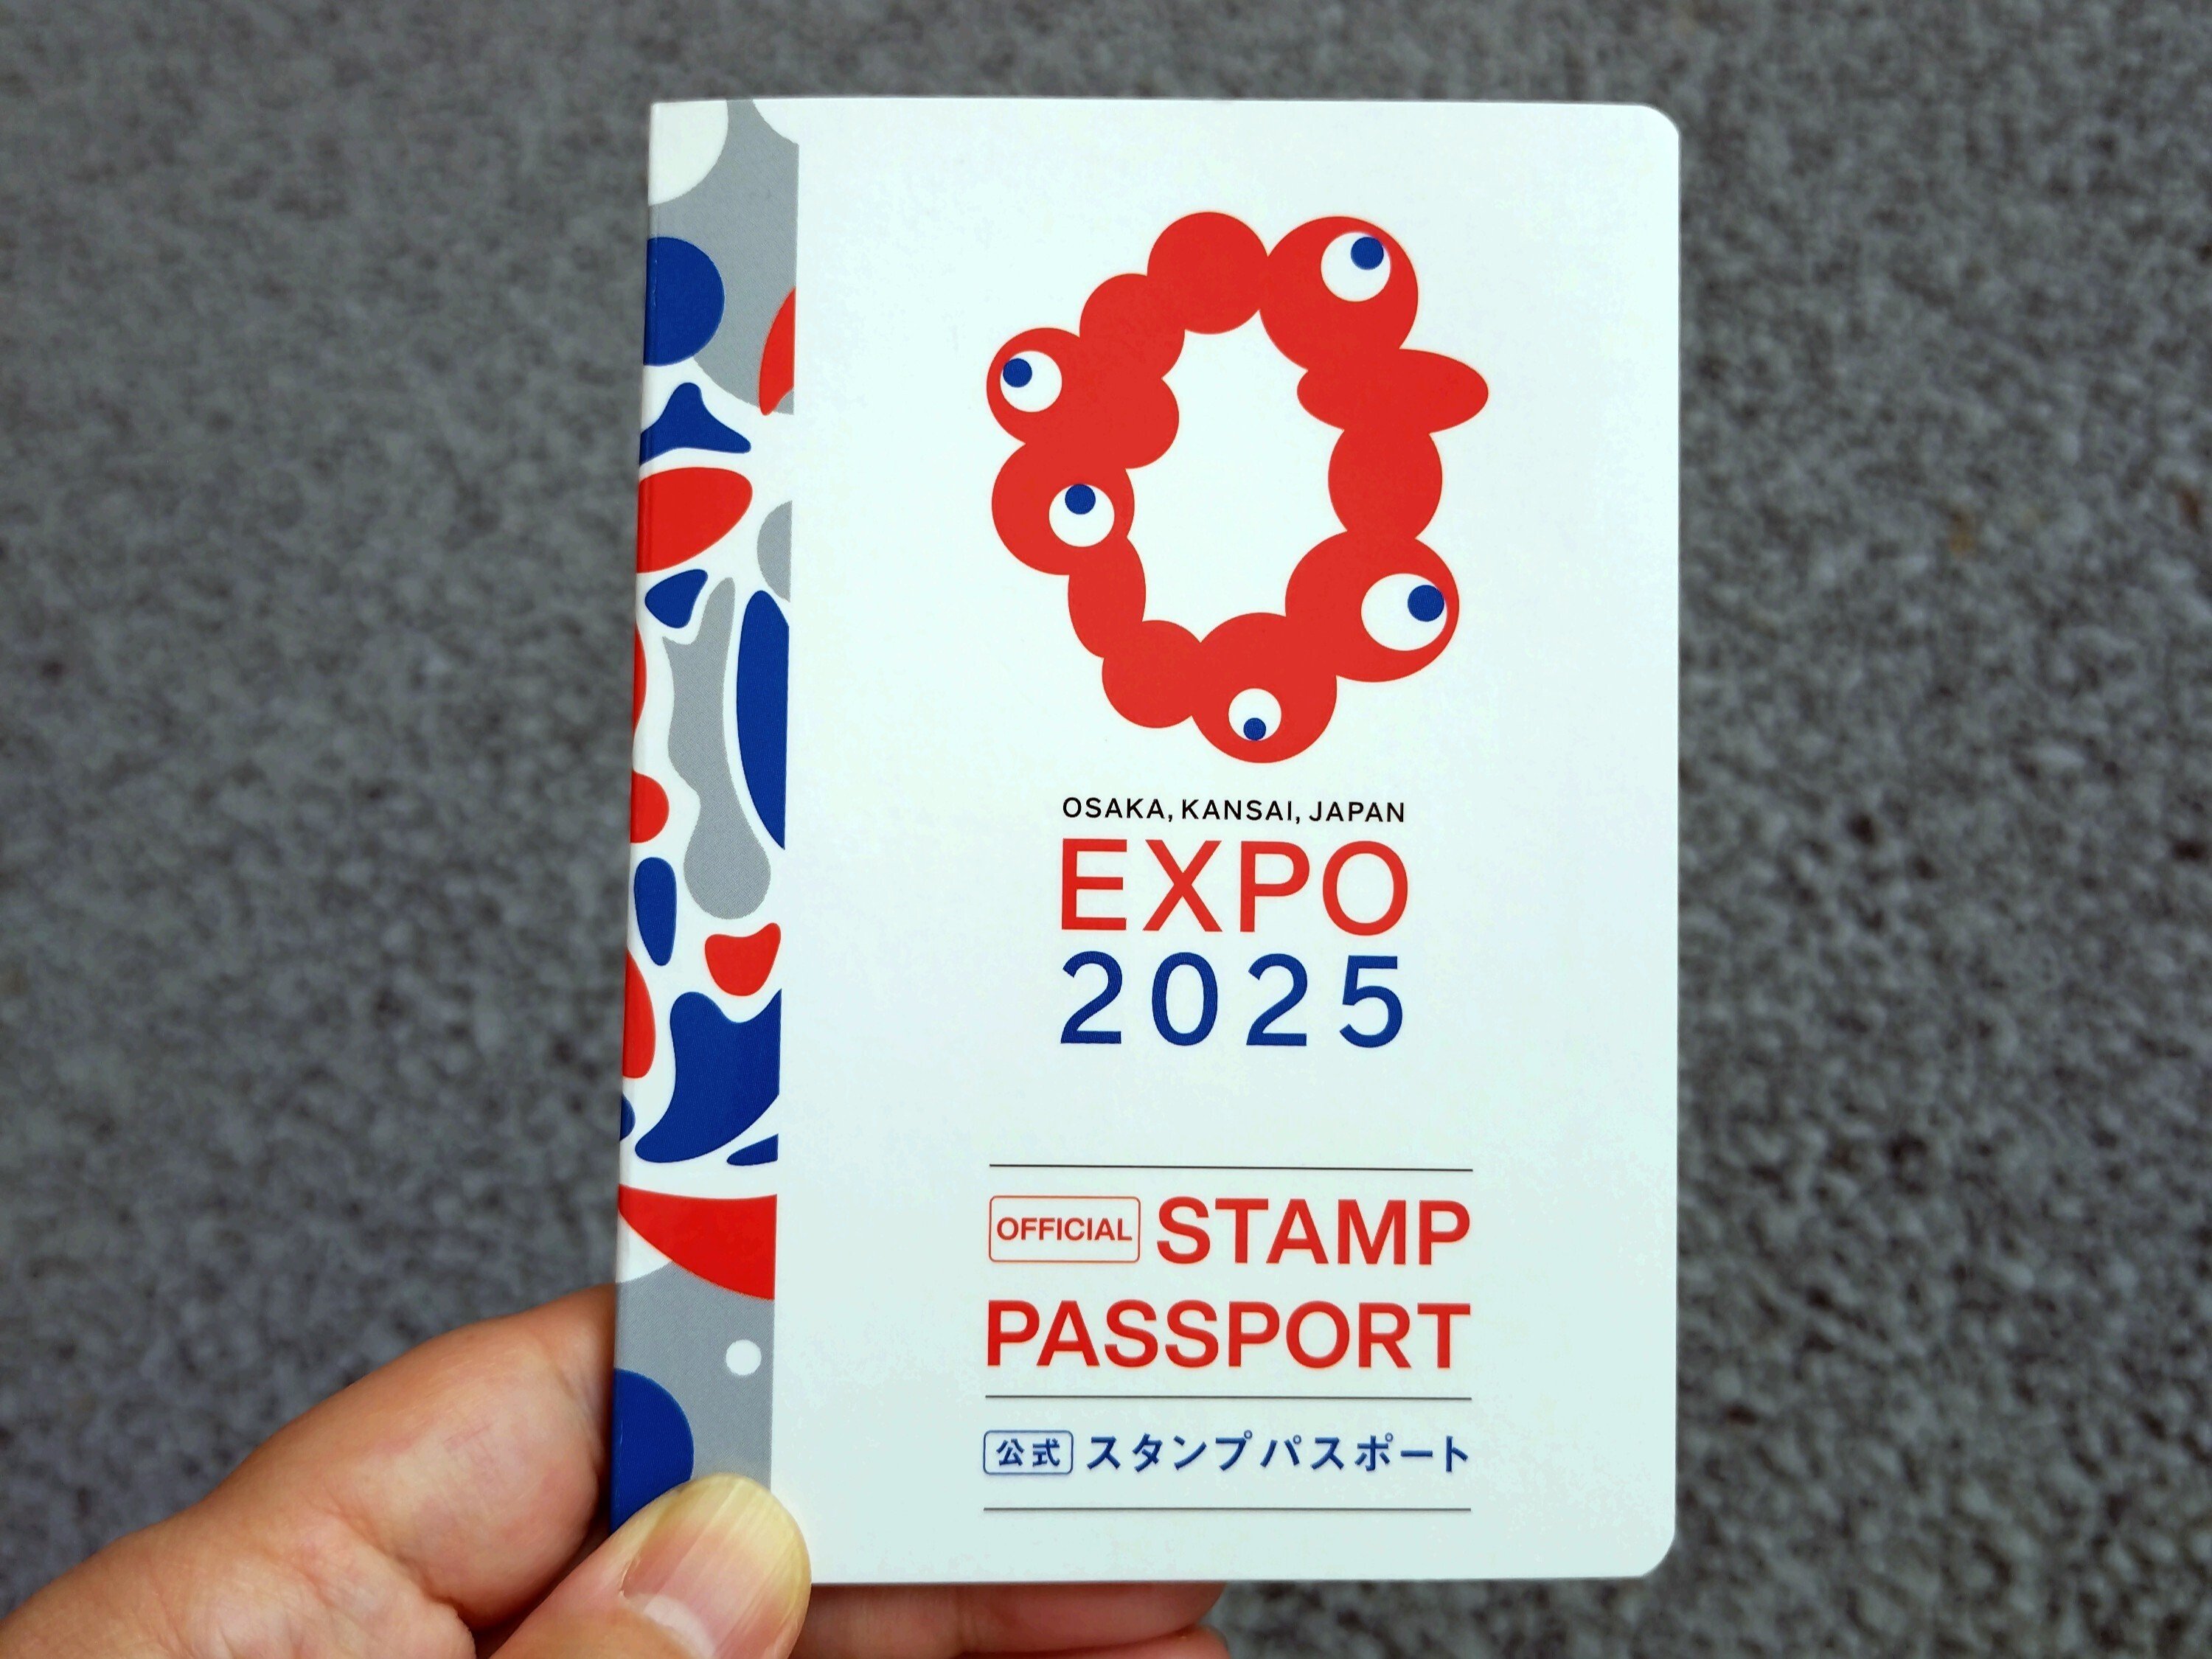 OSAKA, KANSAI, JAPAN
EXPO
2025
OFFICIAL STAMP
PASSPORT
公式 スタンプパスポート